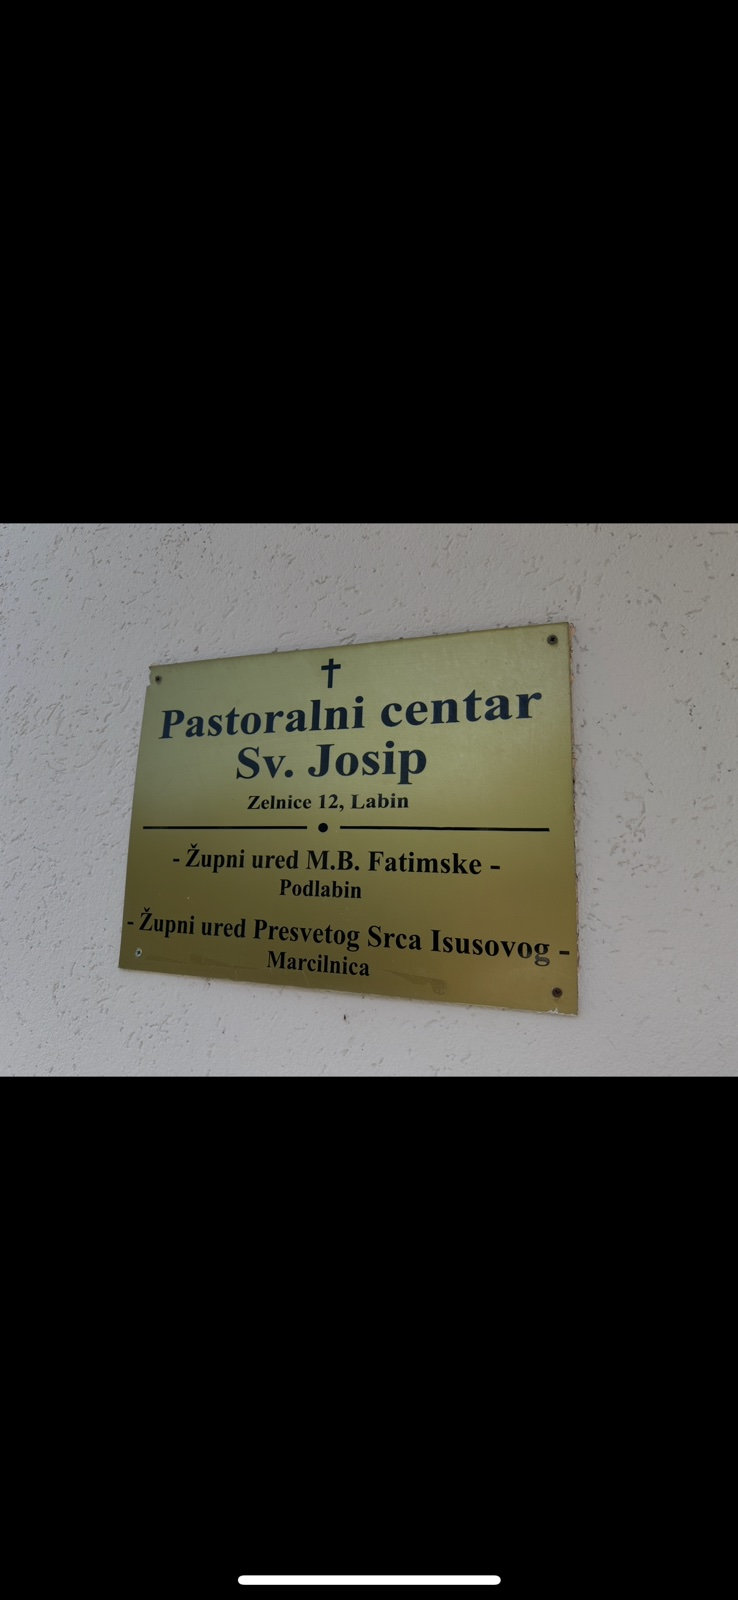 Pastoralni centar
Sv. Josip
Zelnice 12, Labin
- Župni ured M.B. Fatimske -
Podlabin
- Župni ured Presvetog Srca Isusovog -
Marcilnica